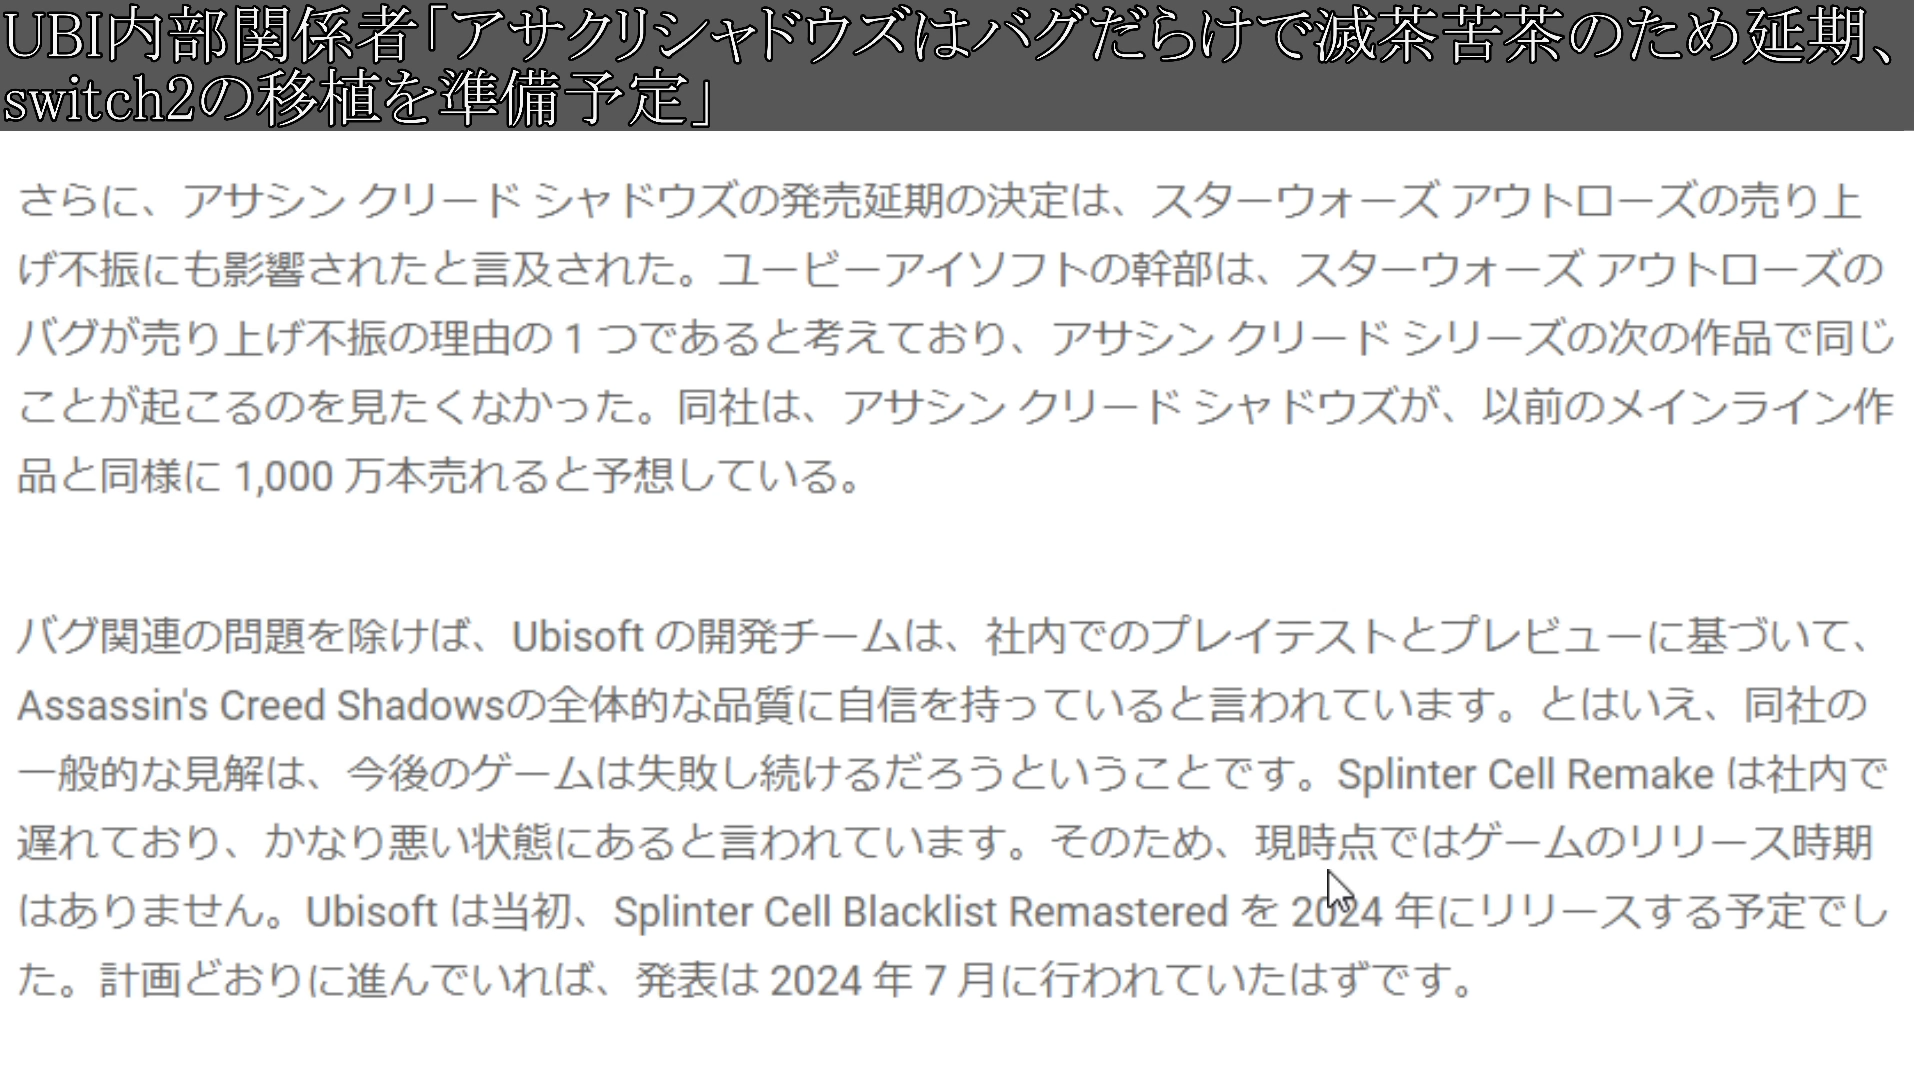 UBI内部関係者「アサクリシャドウズはバグだらけで滅茶苦茶のため延期、
switch2の移植を準備予定」
さらに、アサシン クリード シャドウズの発売延期の決定は、スターウォーズ アウトローズの売り上
げ不振にも影響されたと言及された。ユービーアイソフトの幹部は、スターウォーズ アウトローズの
バグが売り上げ不振の理由の 1 つであると考えており、アサシン クリード シリーズの次の作品で同じ
ことが起こるのを見たくなかった。同社は、アサシン クリード シャドウズが、以前のメインライン作
品と同様に 1,000 万本売れると予想している。
バグ関連の問題を除けば、Ubisoft の開発チームは、社内でのプレイテストとプレビューに基づいて、
Assassin's Creed Shadowsの全体的な品質に自信を持っていると言われています。とはいえ、同社の
一般的な見解は、今後のゲームは失敗し続けるだろうということです。Splinter Cell Remake は社内で
遅れており、かなり悪い状態にあると言われています。そのため、現時点ではゲームのリリース時期
はありません。Ubisoft は当初、Splinter Cell Blacklist Remastered を 2024 年にリリースする予定でし
た。計画どおりに進んでいれば、発表は 2024 年 7 月に行われていたはずです。